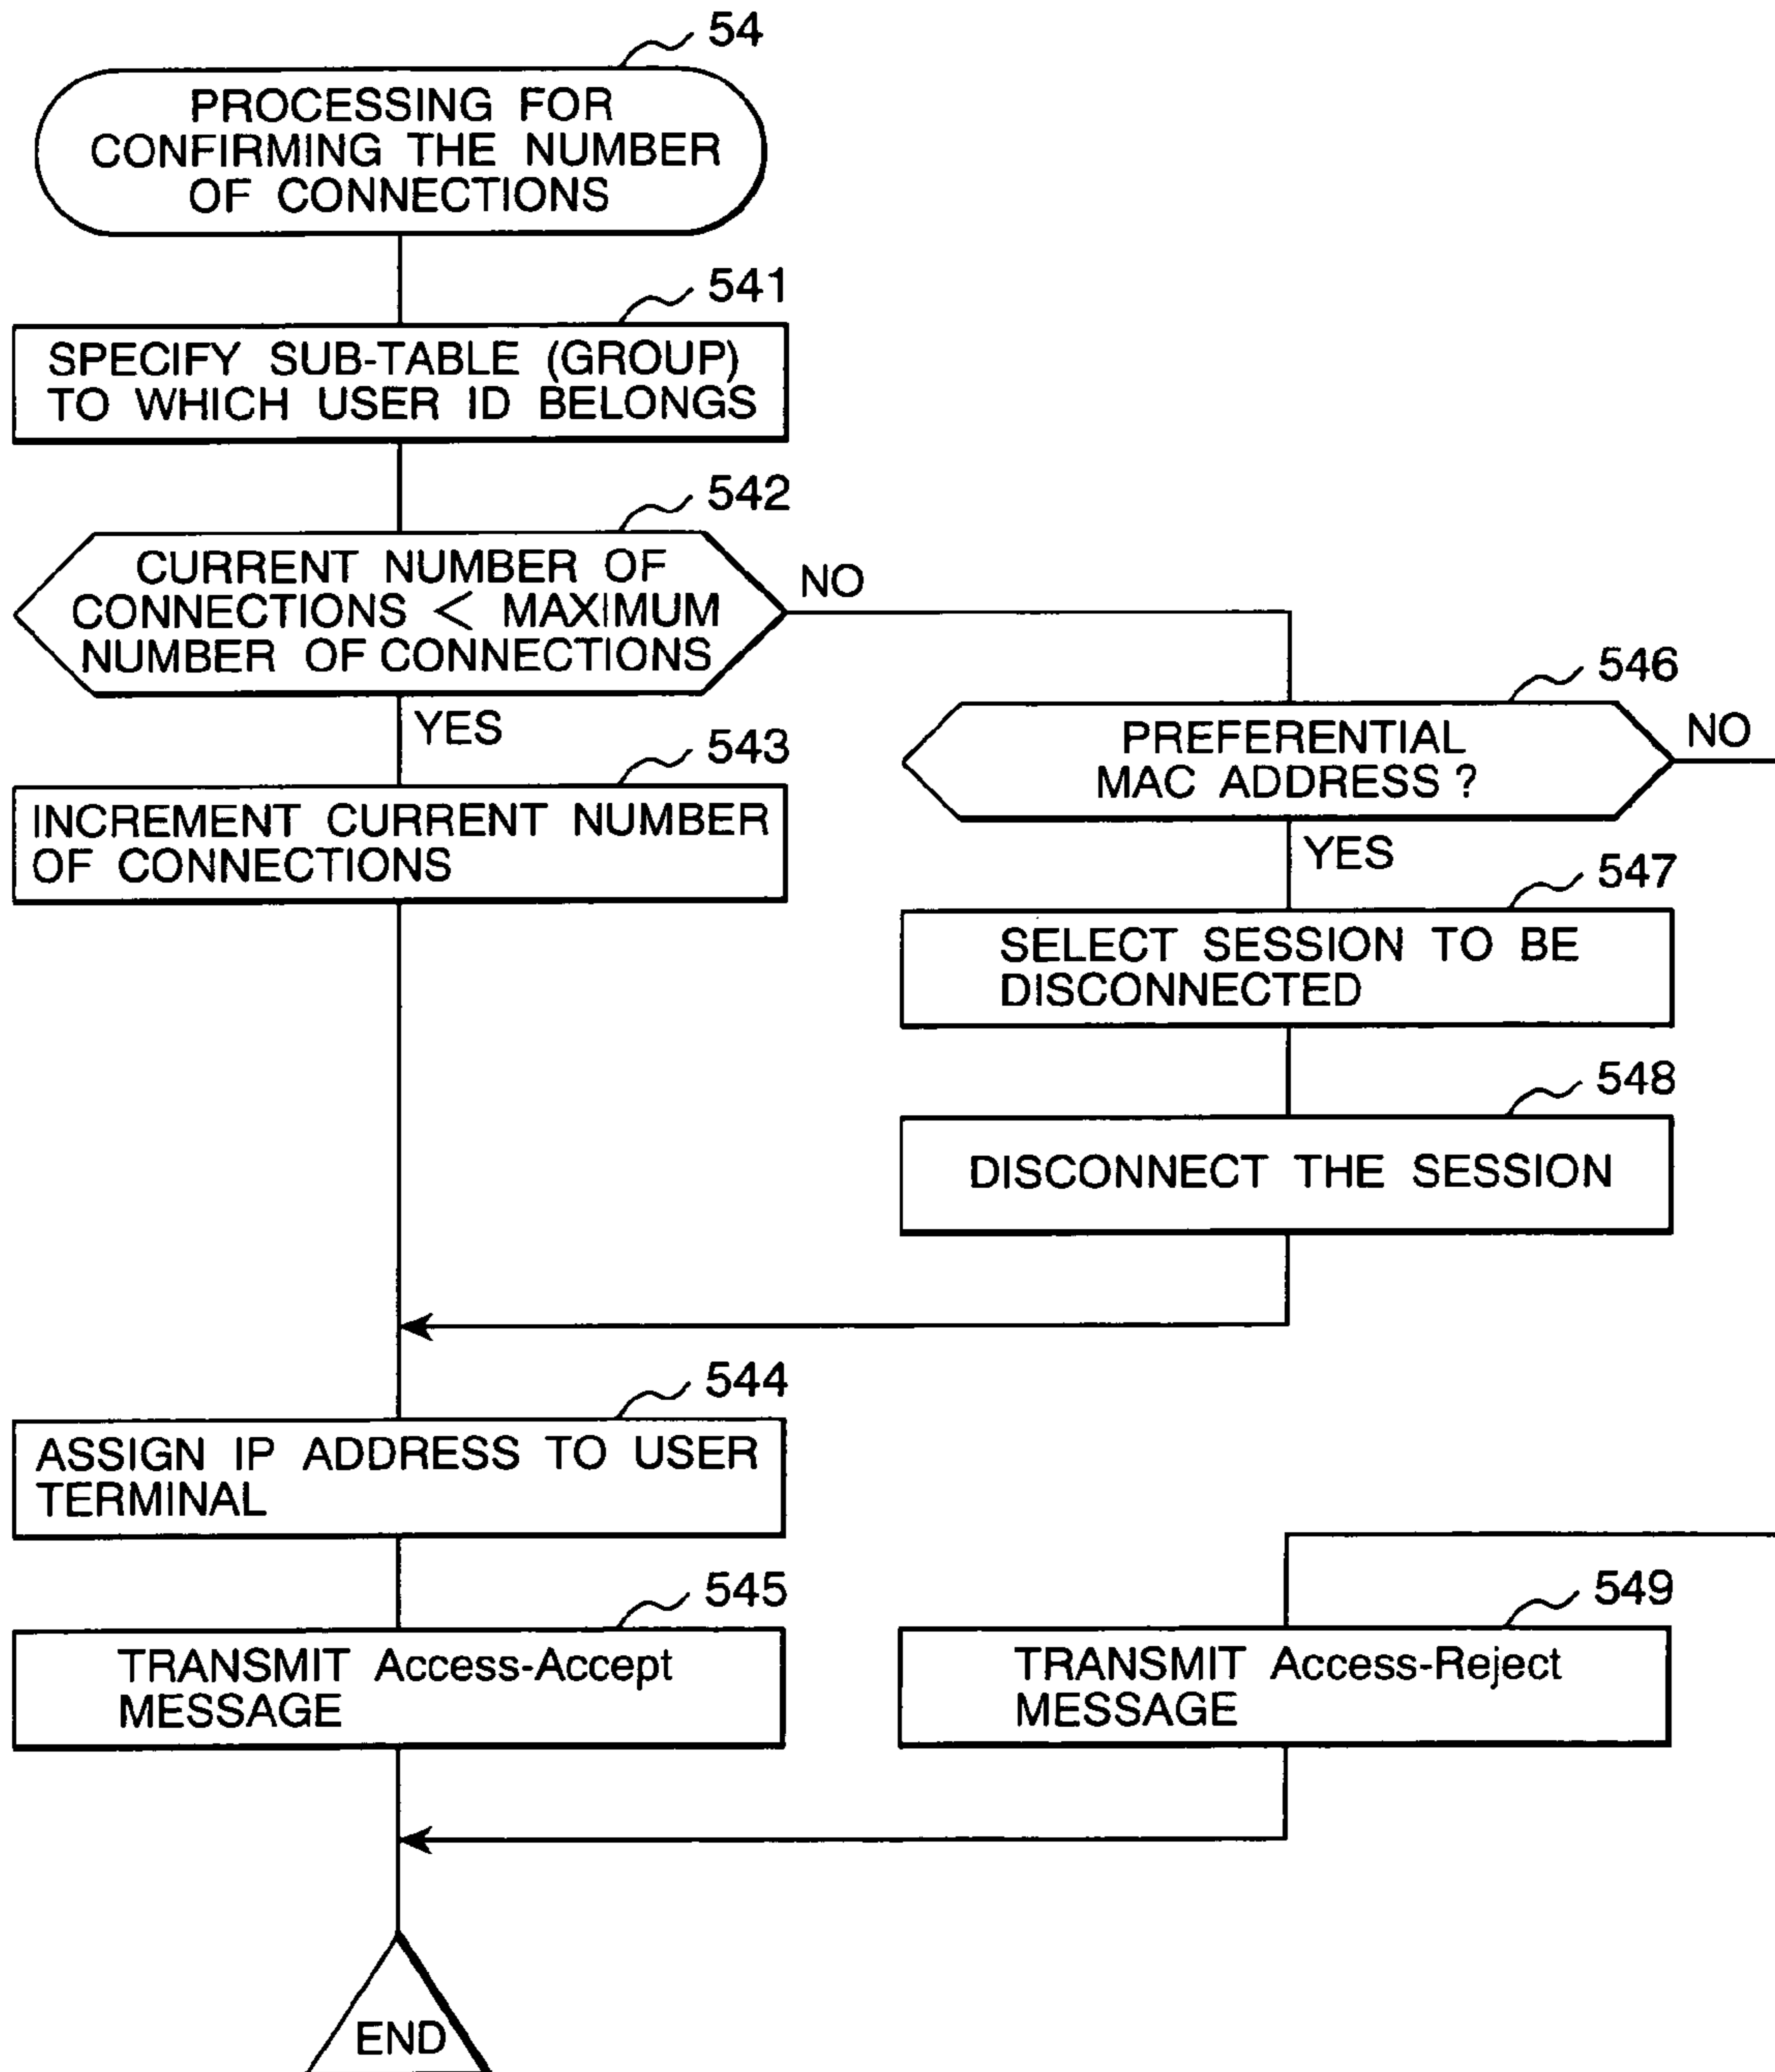 54
PROCESSING FOR
CONFIRMING THE NUMBER
OF CONNECTIONS
541
SPECIFY SUB-TABLE (GROUP)
TO WHICH USER ID BELONGS
542
CURRENT NUMBER OF
CONNECTIONS < MAXIMUM
NUMBER OF CONNECTIONS
NO
YES
543
INCREMENT CURRENT NUMBER
OF CONNECTIONS
546
PREFERENTIAL
MAC ADDRESS ?
NO
YES
547
SELECT SESSION TO BE
DISCONNECTED
548
DISCONNECT THE SESSION
544
ASSIGN IP ADDRESS TO USER
TERMINAL
545
TRANSMIT Access-Accept
MESSAGE
549
TRANSMIT Access-Reject
MESSAGE
END